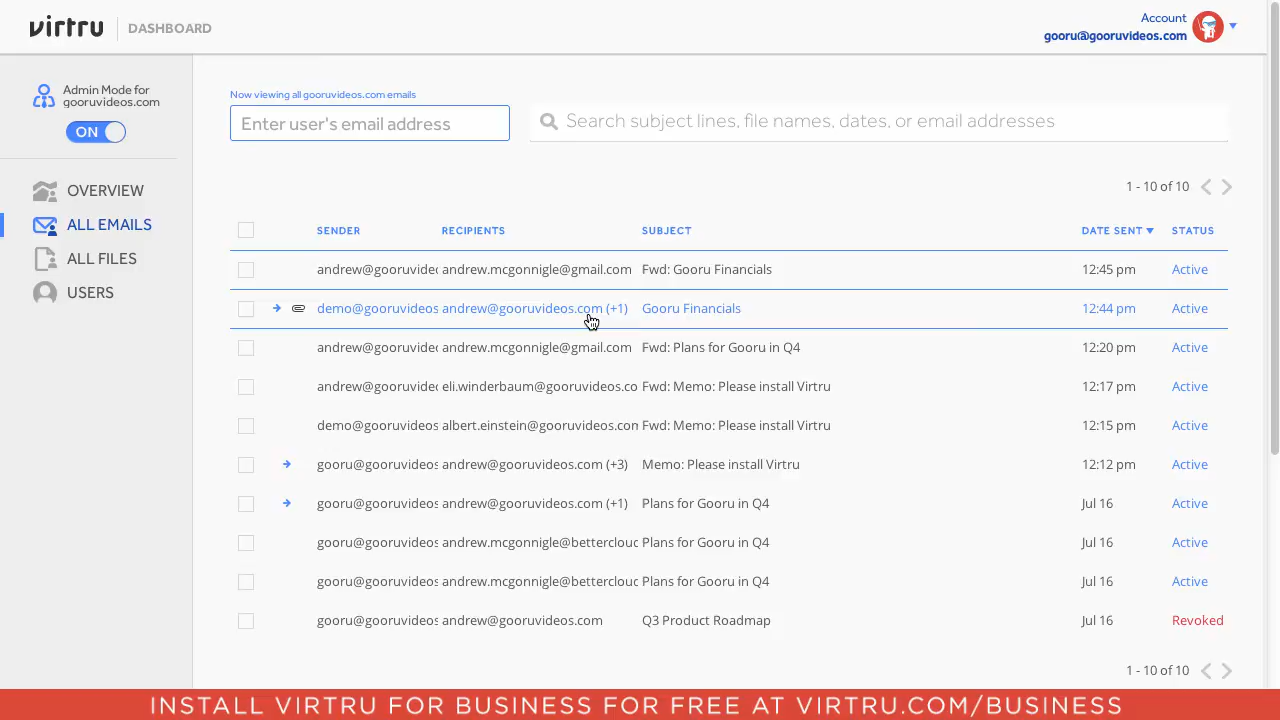 virtru DASHBOARD
Account
gooru@gooruvideos.com
Admin Mode for
gooruvideos.com
ON
OVERVIEW
ALL EMAILS
ALL FILES
USERS
Now viewing all gooruvideos.com emails
Enter user's email address
Search subject lines, file names, dates, or email addresses
1 - 10 of 10
SENDER RECIPIENTS SUBJECT DATE SENT STATUS
andrew@gooruvidec andrew.mcgonnigle@gmail.com Fwd: Gooru Financials 12:45 pm Active
demo@gooruvideos andrew@gooruvideos.com (+1) Gooru Financials 12:44 pm Active
andrew@gooruvidec andrew.mcgonnigle@gmail.com Fwd: Plans for Gooru in Q4 12:20 pm Active
andrew@gooruvidec eli.winderbaum@gooruvideos.co Fwd: Memo: Please install Virtru 12:17 pm Active
demo@gooruvideos albert.einstein@gooruvideos.com Fwd: Memo: Please install Virtru 12:15 pm Active
gooru@gooruvideos andrew@gooruvideos.com (+3) Memo: Please install Virtru 12:12 pm Active
gooru@gooruvideos andrew@gooruvideos.com (+1) Plans for Gooru in Q4 Jul 16 Active
gooru@gooruvideos andrew.mcgonnigle@bettercloud Plans for Gooru in Q4 Jul 16 Active
gooru@gooruvideos andrew.mcgonnigle@bettercloud Plans for Gooru in Q4 Jul 16 Active
gooru@gooruvideos andrew@gooruvideos.com Q3 Product Roadmap Jul 16 Revoked
1 - 10 of 10
INSTALL VIRTRU FOR BUSINESS FOR FREE AT VIRTRU.COM/BUSINESS